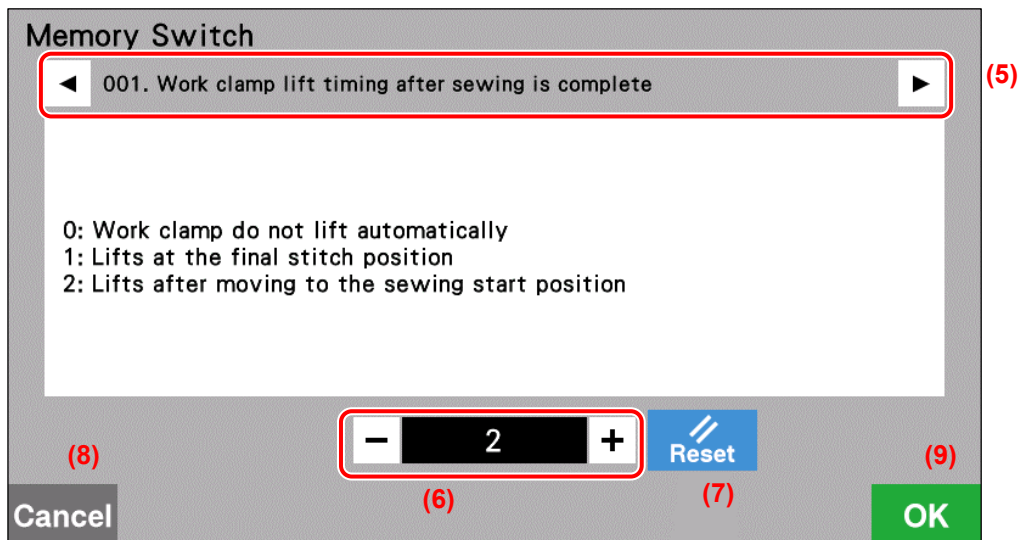 Memory Switch
◀ 001. Work clamp lift timing after sewing is complete ▶
(5)
0: Work clamp do not lift automatically
1: Lifts at the final stitch position
2: Lifts after moving to the sewing start position
− 2 +
Reset
(8)
(6)
(7)
(9)
Cancel
OK